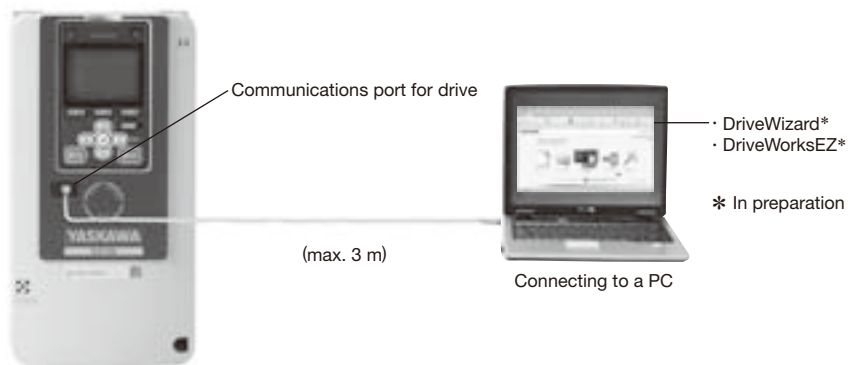 Communications port for drive
· DriveWizard*
· DriveWorksEZ*
* In preparation
YASKAWA
(max. 3 m)
Connecting to a PC